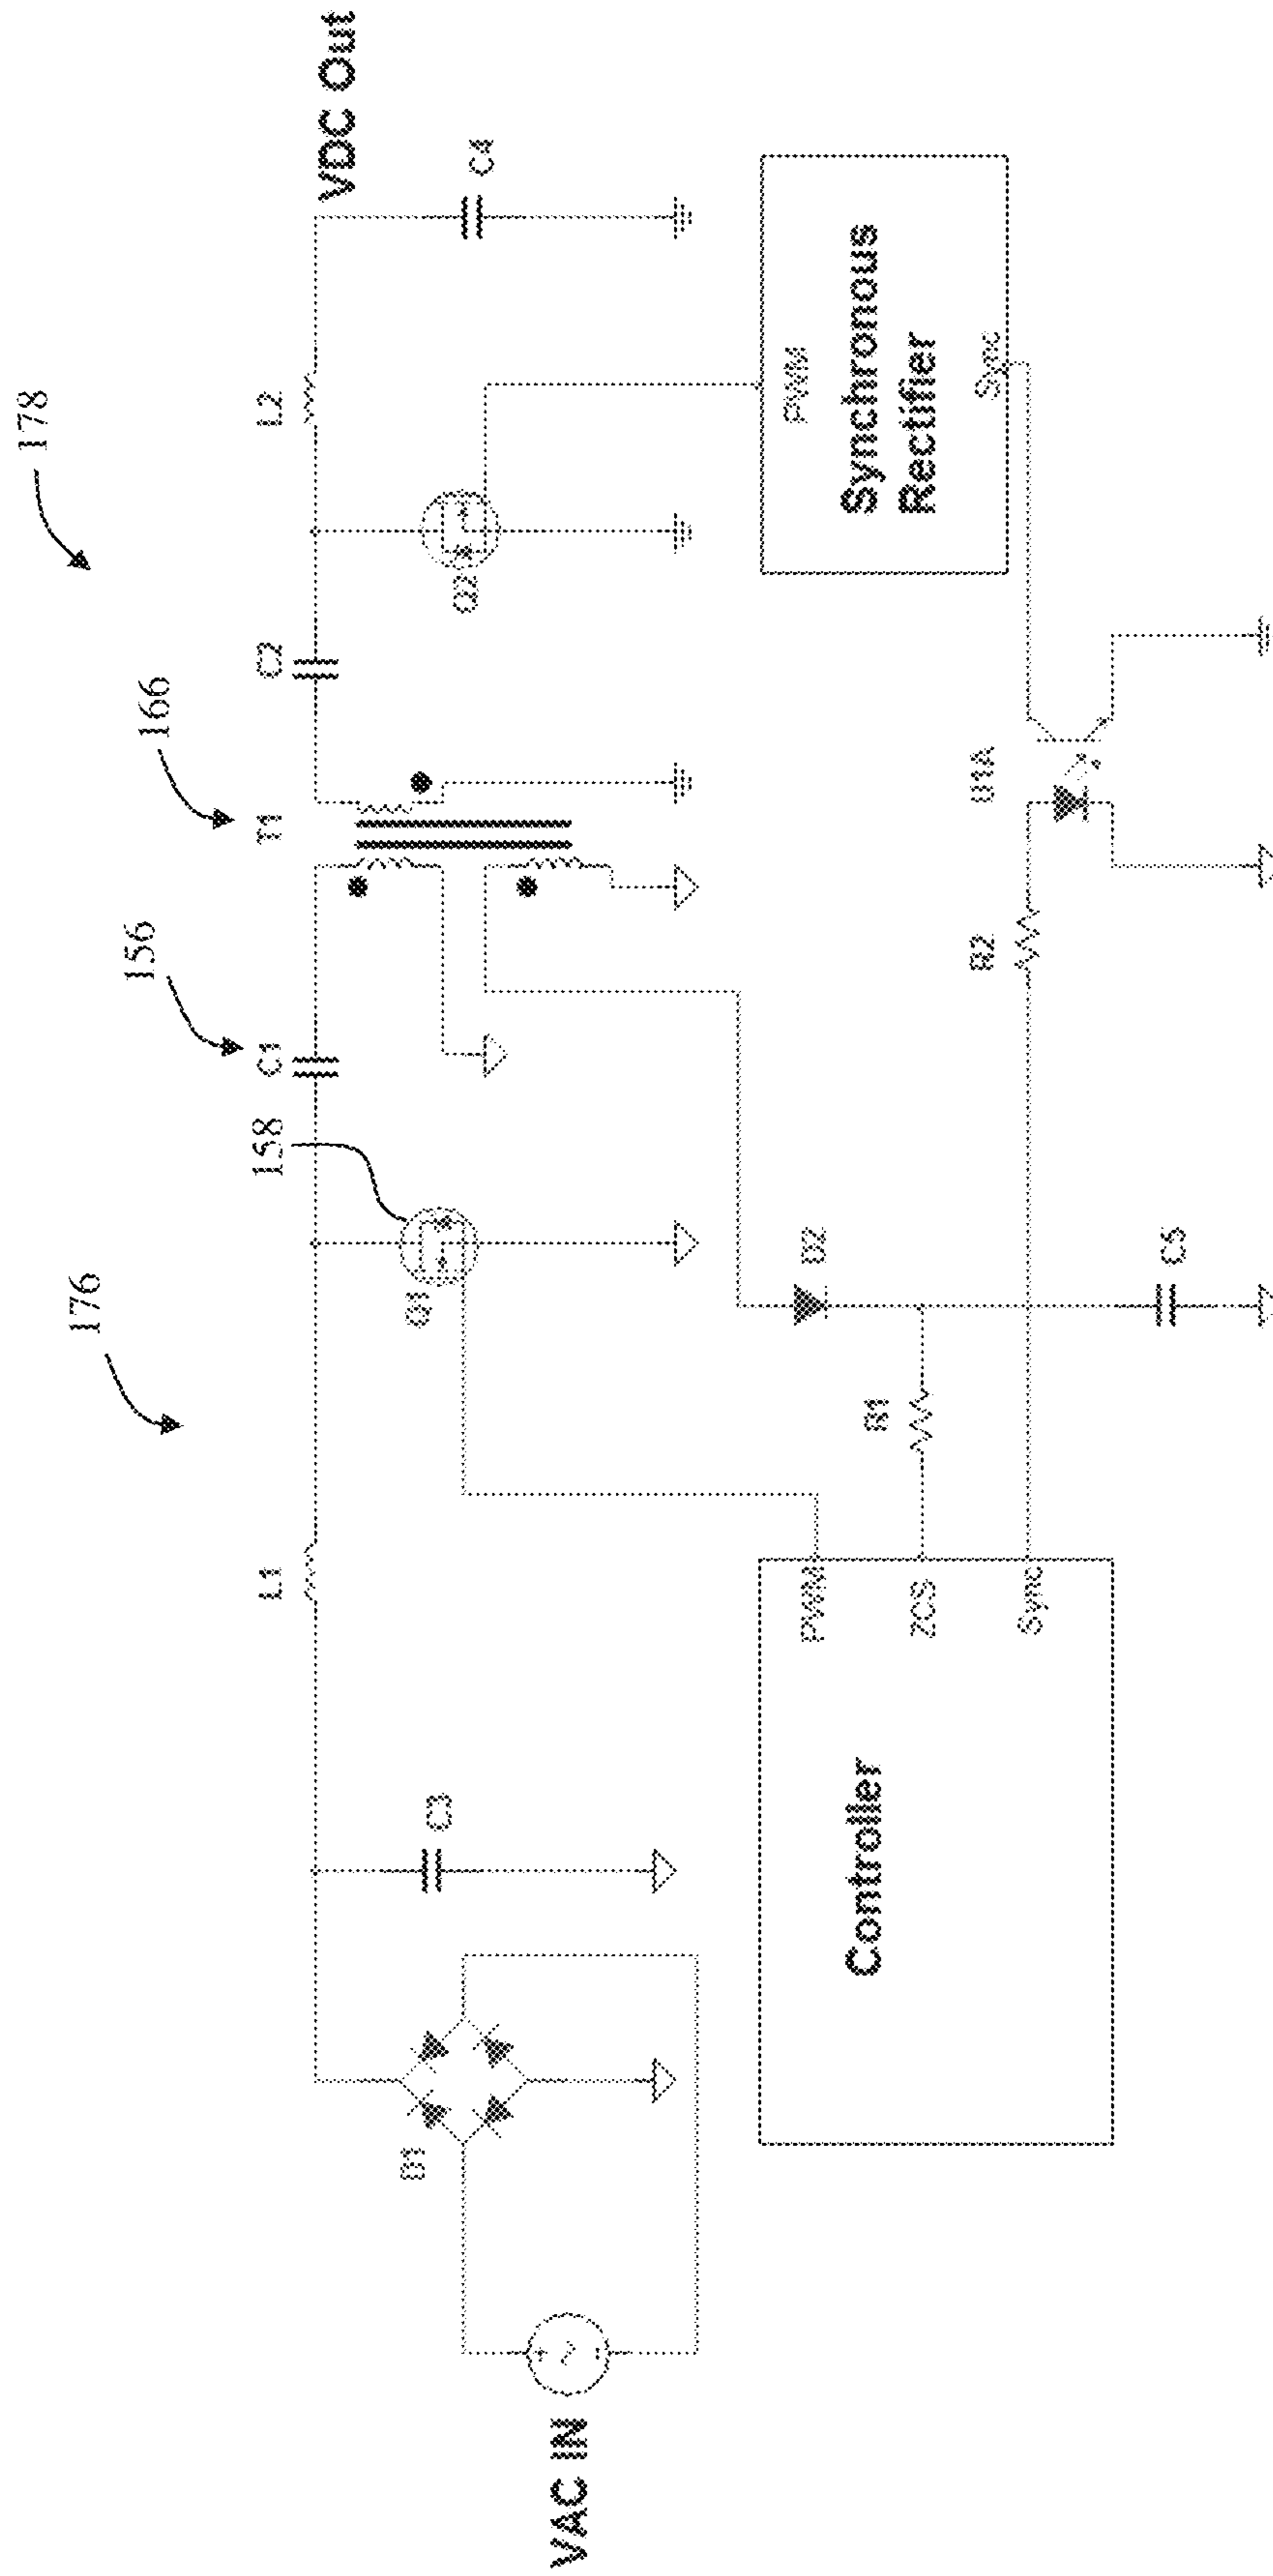 178
166
156
158
176
VDC Out
L2
C2
T1
C1
L1
C4
Q2
Q1
C3
D1
VAC IN
PWM
Synchronous
Rectifier
Sync
U1A
R2
D2
R1
C5
PWM
ZCS
Sync
Controller